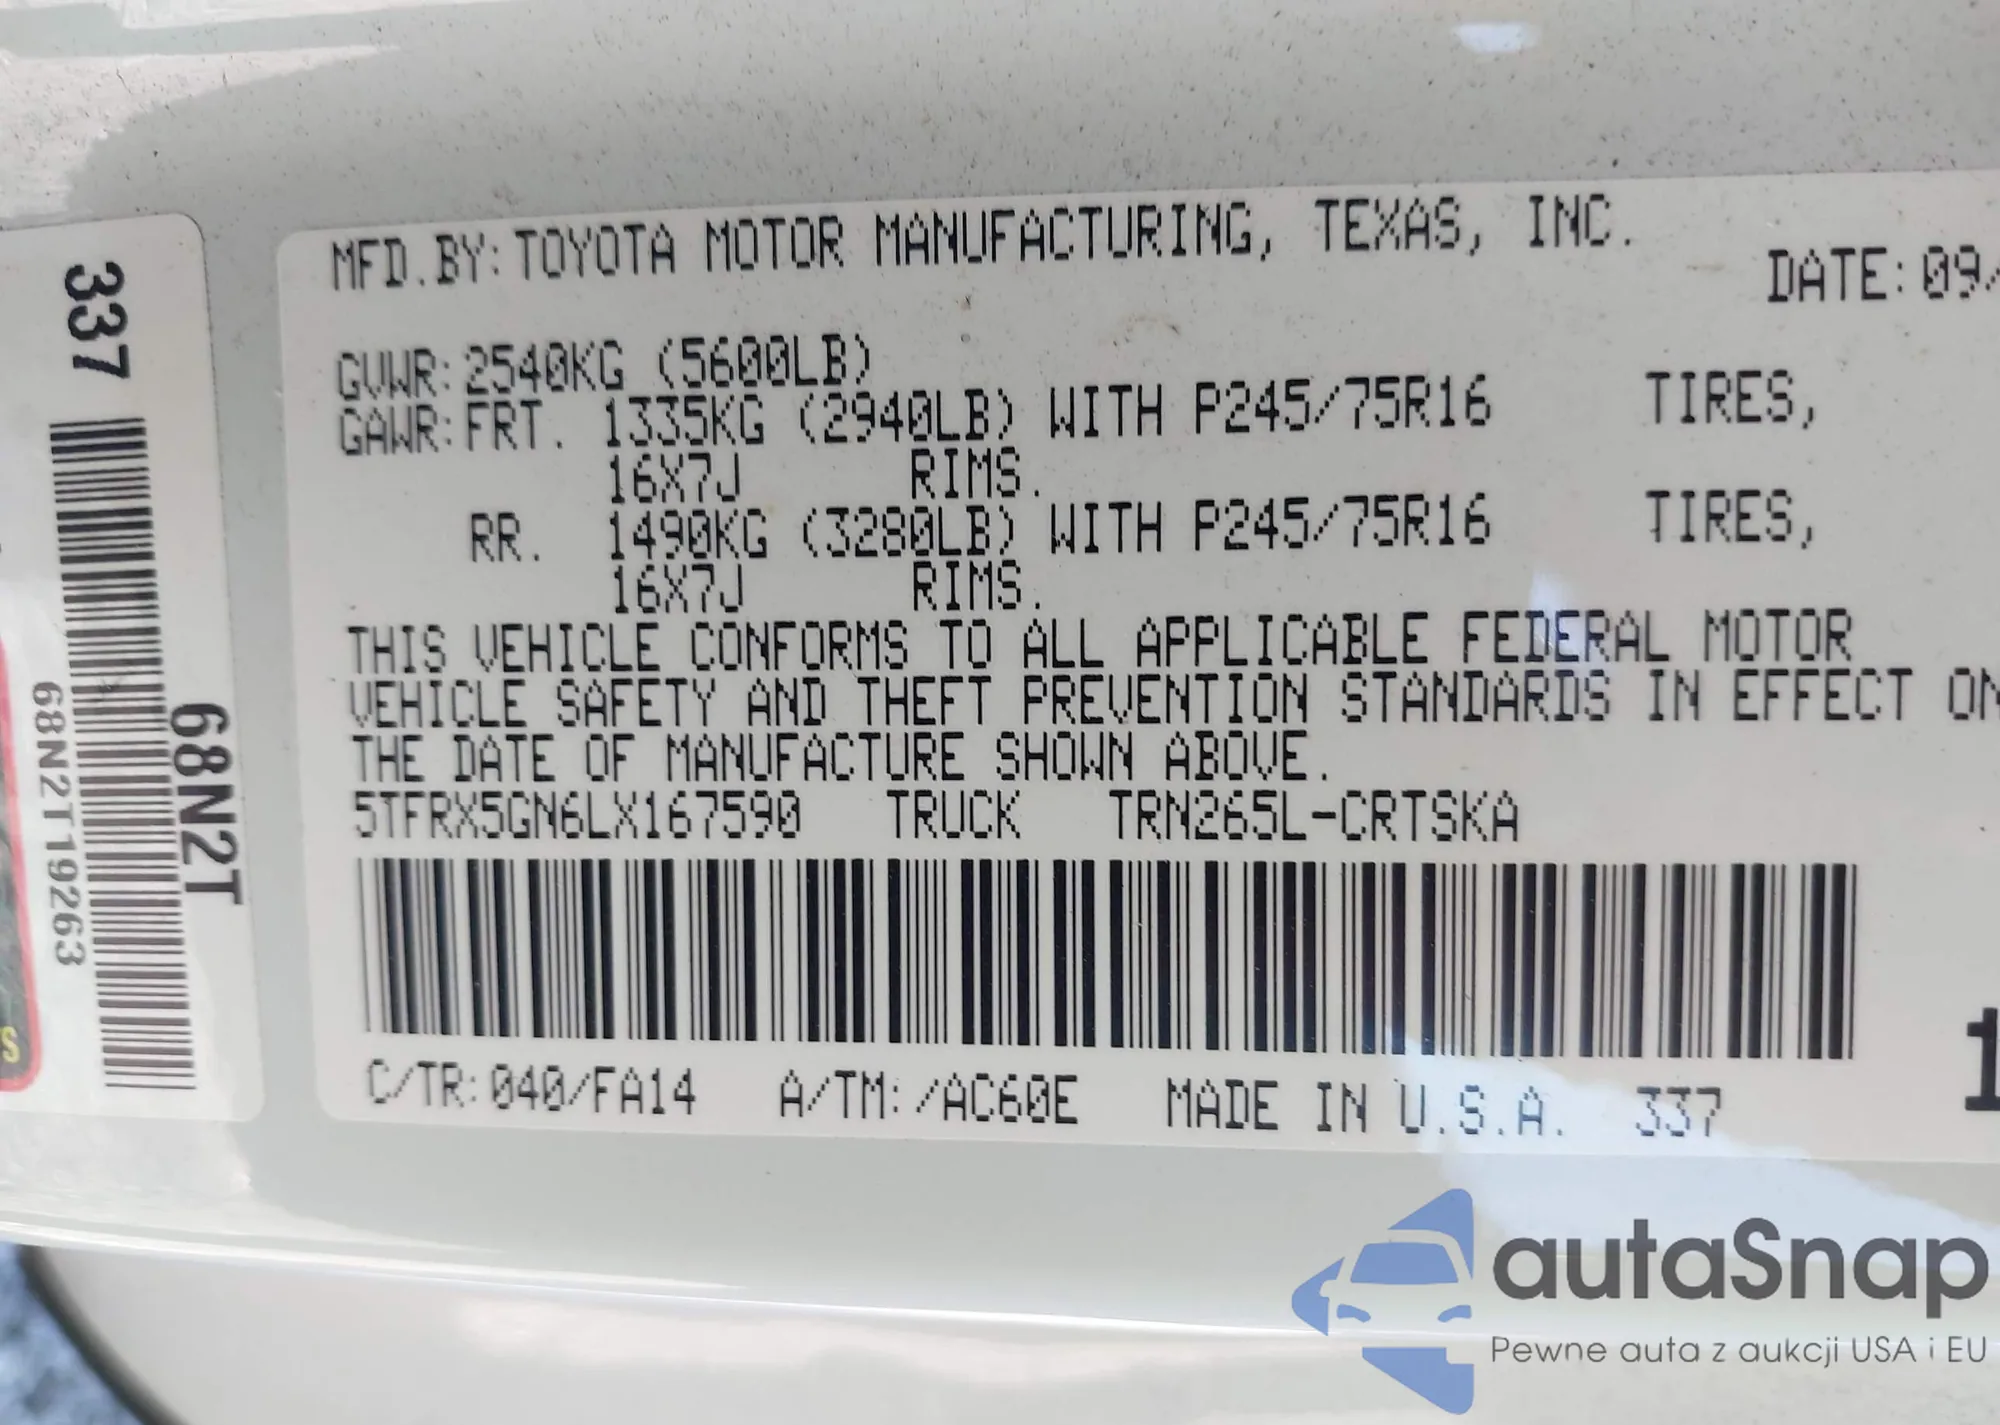 MFD.BY:TOYOTA MOTOR MANUFACTURING, TEXAS, INC.
DATE:09/
GVWR:2540KG (5600LB)
GAWR:FRT. 1335KG (2940LB) WITH P245/75R16 TIRES,
16X7J RIMS.
RR. 1490KG (3280LB) WITH P245/75R16 TIRES,
16X7J RIMS.
THIS VEHICLE CONFORMS TO ALL APPLICABLE FEDERAL MOTOR
VEHICLE SAFETY AND THEFT PREVENTION STANDARDS IN EFFECT ON
THE DATE OF MANUFACTURE SHOWN ABOVE.
5TFRX5GN6LX167590 TRUCK TRN265L-CRTSKA
C/TR:040/FA14 A/TM:/AC60E MADE IN U.S.A. 337
337
68N2T19263
68N2T
S
1
autaSnap
Pewne auta z aukcji USA i EU